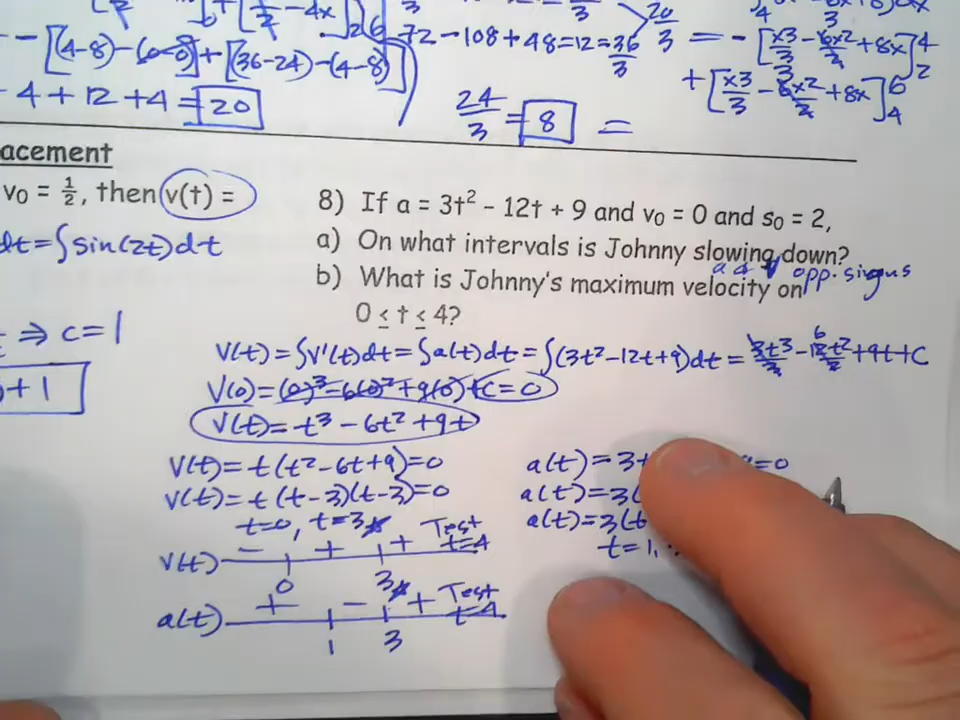 -4x]
72-108+48=12=36/3
20/3
-[(4-8)-(0-0)]+[(36-24)-(4-8)]
-4+12+4=20
24/3=8 =
= -[x3/3-6x2/2+8x]4 2
+[x3/3-6x2/2+8x]6 4
acement
v0 = 1/2, then v(t) =
dt=∫sin(2t)dt
⇒ c=1
+1
8) If a = 3t² - 12t + 9 and v0 = 0 and s0 = 2,
a) On what intervals is Johnny slowing down?
a & v opp. signs
b) What is Johnny's maximum velocity on
0 ≤ t ≤ 4?
V(t)=∫V'(t)dt=∫a(t)dt=∫(3t²-12t+9)dt=3t3/3-12t2/2+9t+C
6
V(0)=(0)³-6(0)²+9(0)+C=0
V(t)=t³-6t²+9t
V(t)=t(t²-6t+9)=0
V(t)=t(t-3)(t-3)=0
t=0, t=3*
V(t) - 0 + 3* + Test t=4
a(t) + 1 - 3 + Test t=4
a(t)=3t =0
a(t)=3(
a(t)=3(t
t=1,